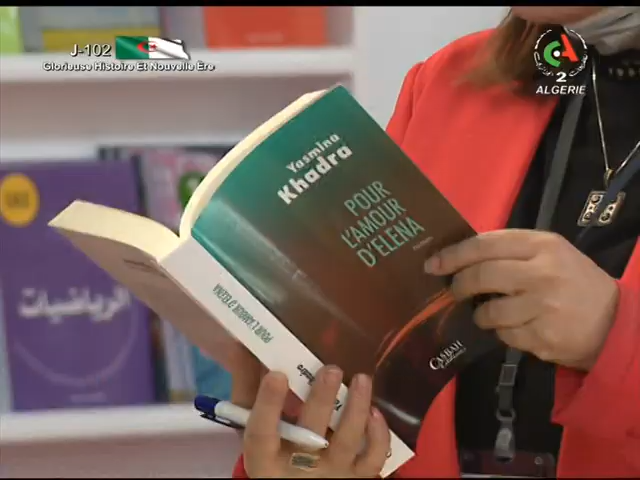 J-102
Glorieuse Histoire Et Nouvelle Ère
2
ALGERIE
Yasmina
Khadra
POUR
L'AMOUR
D'ELENA
POUR L'AMOUR D'ELENA
CASBAH
الرياضيات